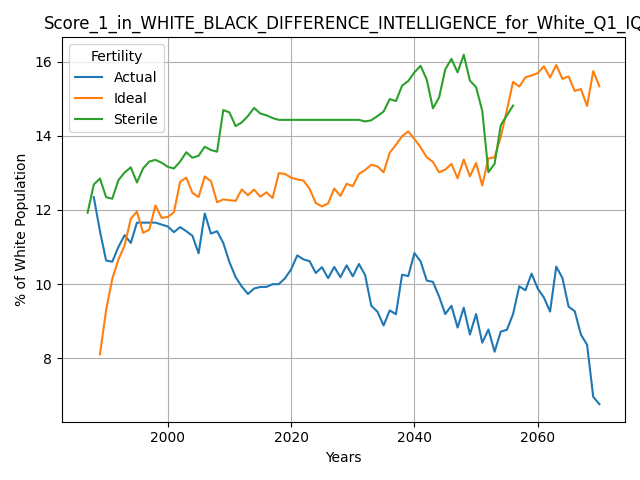 Score_1_in_WHITE_BLACK_DIFFERENCE_INTELLIGENCE_for_White_Q1_IQ
Fertility
Actual
Ideal
Sterile
% of White Population
16
14
12
10
8
2000 2020 2040 2060
Years